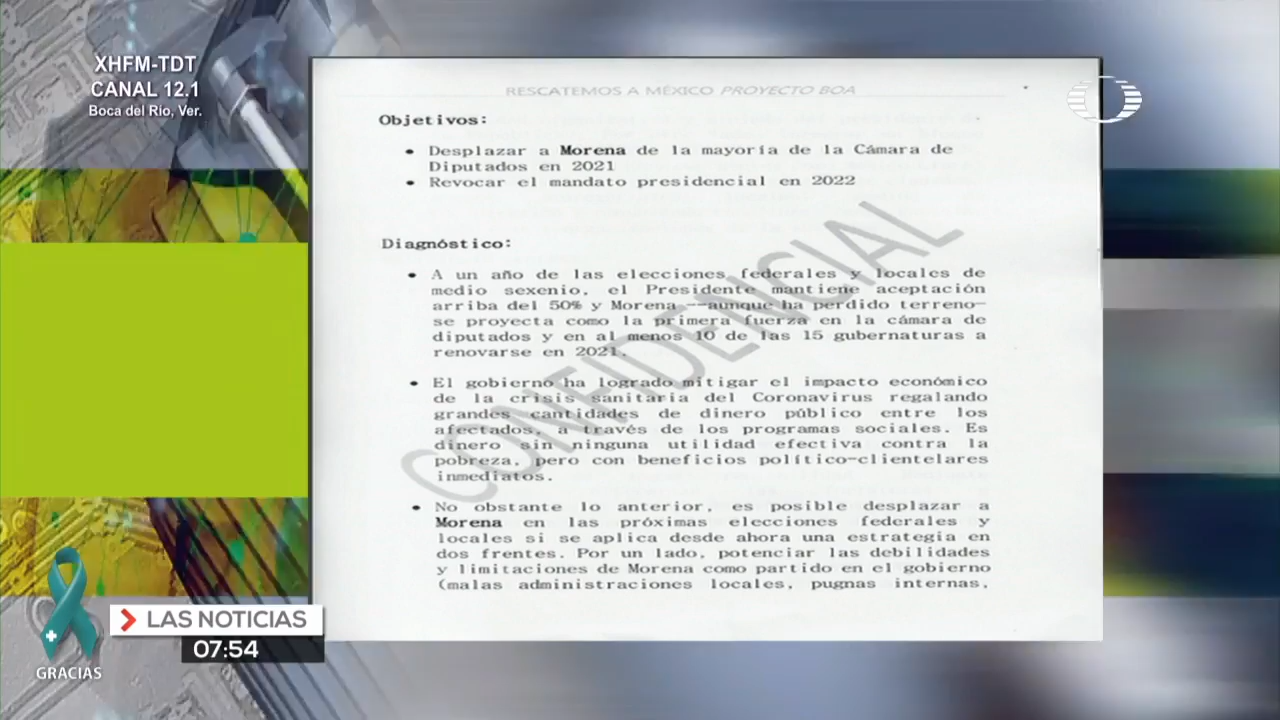 XHFM-TDT
CANAL 12.1
Boca del Río, Ver.
RESCATEMOS A MÉXICO PROYECTO BOA
Objetivos:
• Desplazar a Morena de la mayoría de la Cámara de
Diputados en 2021
• Revocar el mandato presidencial en 2022
Diagnóstico:
• A un año de las elecciones federales y locales de
medio sexenio, el Presidente mantiene aceptación
arriba del 50% y Morena —aunque ha perdido terreno—
se proyecta como la primera fuerza en la cámara de
diputados y en al menos 10 de las 15 gubernaturas a
renovarse en 2021.
• El gobierno ha logrado mitigar el impacto económico
de la crisis sanitaria del Coronavirus regalando
grandes cantidades de dinero público entre los
afectados, a través de los programas sociales. Es
dinero sin ninguna utilidad efectiva contra la
pobreza, pero con beneficios político-clientelares
inmediatos.
• No obstante lo anterior, es posible desplazar a
Morena en las próximas elecciones federales y
locales si se aplica desde ahora una estrategia en
dos frentes. Por un lado, potenciar las debilidades
y limitaciones de Morena como partido en el gobierno
(malas administraciones locales, pugnas internas,
CONFIDENCIAL
LAS NOTICIAS
07:54
GRACIAS